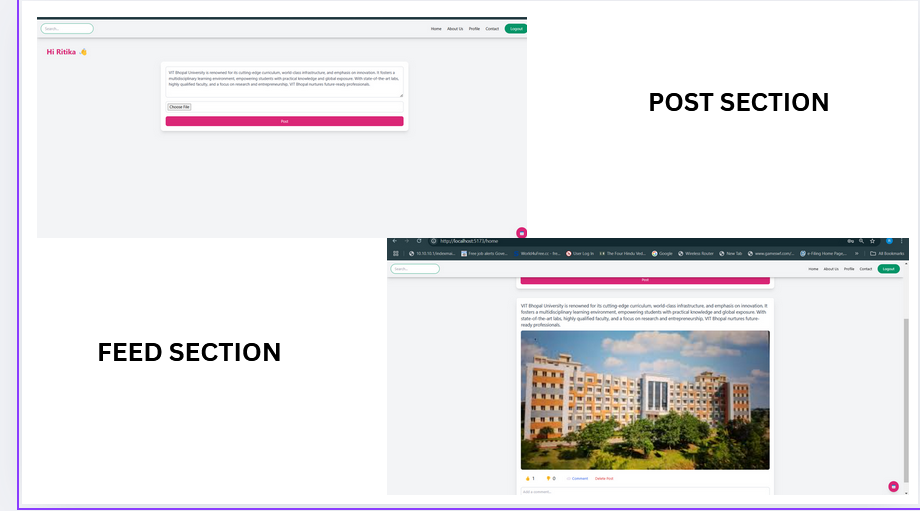 Search...
Home About Us Profile Contact Logout
Hi Ritika 👋
VIT Bhopal University is renowned for its cutting-edge curriculum, world-class infrastructure, and emphasis on innovation. It fosters a
multidisciplinary learning environment, empowering students with practical knowledge and global exposure. With state-of-the-art labs,
highly qualified faculty, and a focus on research and entrepreneurship, VIT Bhopal nurtures future-ready professionals.
Choose File
Post
POST SECTION
FEED SECTION
http://localhost:5173/home
Free job alerts Gove... User Log In The Four Hindu Ved... Google Wireless Router New Tab www.gameswf.com/... e-Filing Home Page,... » All Bookmarks
Search...
Home About Us Profile Contact Logout
Post
VIT Bhopal University is renowned for its cutting-edge curriculum, world-class infrastructure, and emphasis on innovation. It
fosters a multidisciplinary learning environment, empowering students with practical knowledge and global exposure. With
state-of-the-art labs, highly qualified faculty, and a focus on research and entrepreneurship, VIT Bhopal nurtures future-
ready professionals.
👍 1 👎 0 Comment Delete Post
Add a comment...